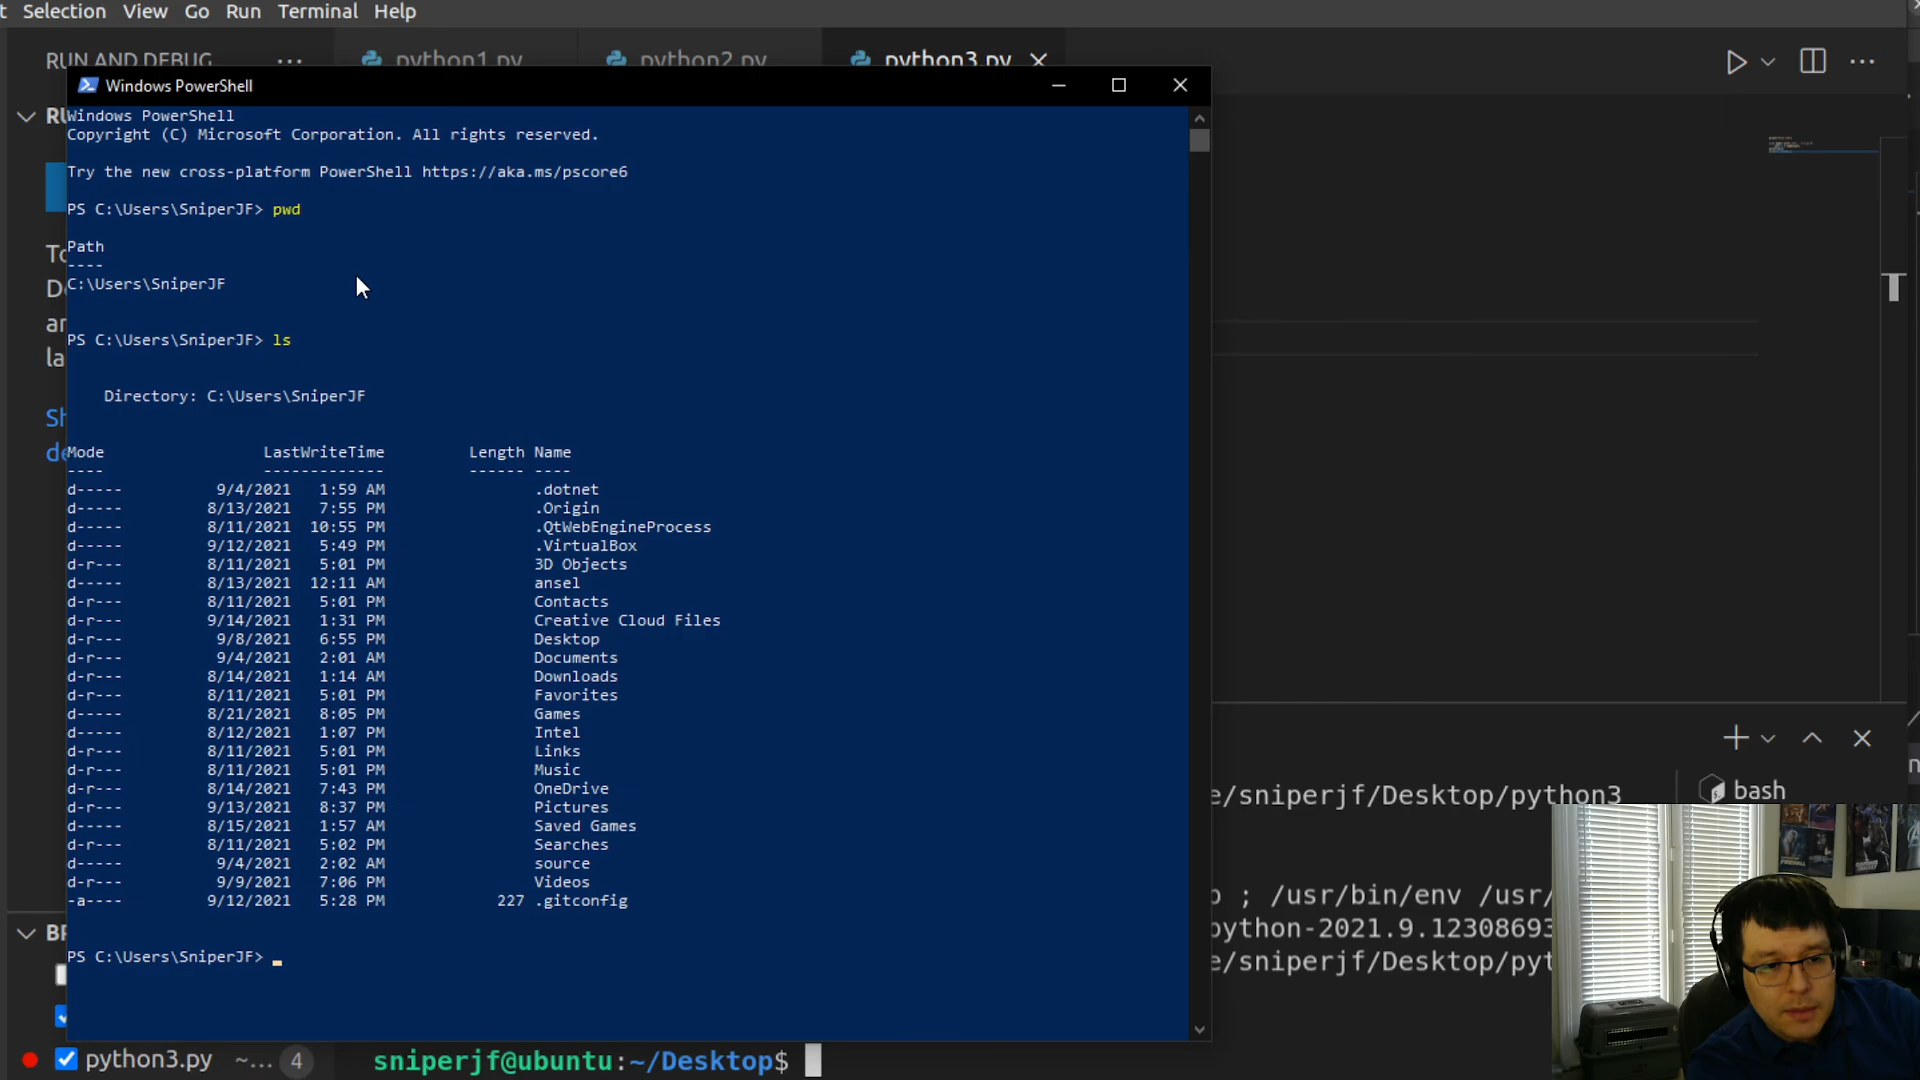 Selection View Go Run Terminal Help
RUN AND DEBUG ...
python1.py python2.py python3.py
Windows PowerShell
Windows PowerShell
Copyright (C) Microsoft Corporation. All rights reserved.
Try the new cross-platform PowerShell https://aka.ms/pscore6
PS C:\Users\SniperJF> pwd
Path
----
C:\Users\SniperJF
PS C:\Users\SniperJF> ls
Directory: C:\Users\SniperJF
Mode LastWriteTime Length Name
---- ------------- ------ ----
d----- 9/4/2021 1:59 AM .dotnet
d----- 8/13/2021 7:55 PM .Origin
d----- 8/11/2021 10:55 PM .QtWebEngineProcess
d----- 9/12/2021 5:49 PM .VirtualBox
d-r--- 8/11/2021 5:01 PM 3D Objects
d----- 8/13/2021 12:11 AM ansel
d-r--- 8/11/2021 5:01 PM Contacts
d-r--- 9/14/2021 1:31 PM Creative Cloud Files
d-r--- 9/8/2021 6:55 PM Desktop
d-r--- 9/4/2021 2:01 AM Documents
d-r--- 8/14/2021 1:14 AM Downloads
d-r--- 8/11/2021 5:01 PM Favorites
d----- 8/21/2021 8:05 PM Games
d----- 8/12/2021 1:07 PM Intel
d-r--- 8/11/2021 5:01 PM Links
d-r--- 8/11/2021 5:01 PM Music
d-r--- 8/14/2021 7:43 PM OneDrive
d-r--- 9/13/2021 8:37 PM Pictures
d----- 8/15/2021 1:57 AM Saved Games
d-r--- 8/11/2021 5:02 PM Searches
d----- 9/4/2021 2:02 AM source
d-r--- 9/9/2021 7:06 PM Videos
-a---- 9/12/2021 5:28 PM 227 .gitconfig
PS C:\Users\SniperJF>
e/sniperjf/Desktop/python3
bash
; /usr/bin/env /usr/
python-2021.9.12308693
e/sniperjf/Desktop/pyt
python3.py ~... 4
sniperjf@ubuntu:~/Desktop$